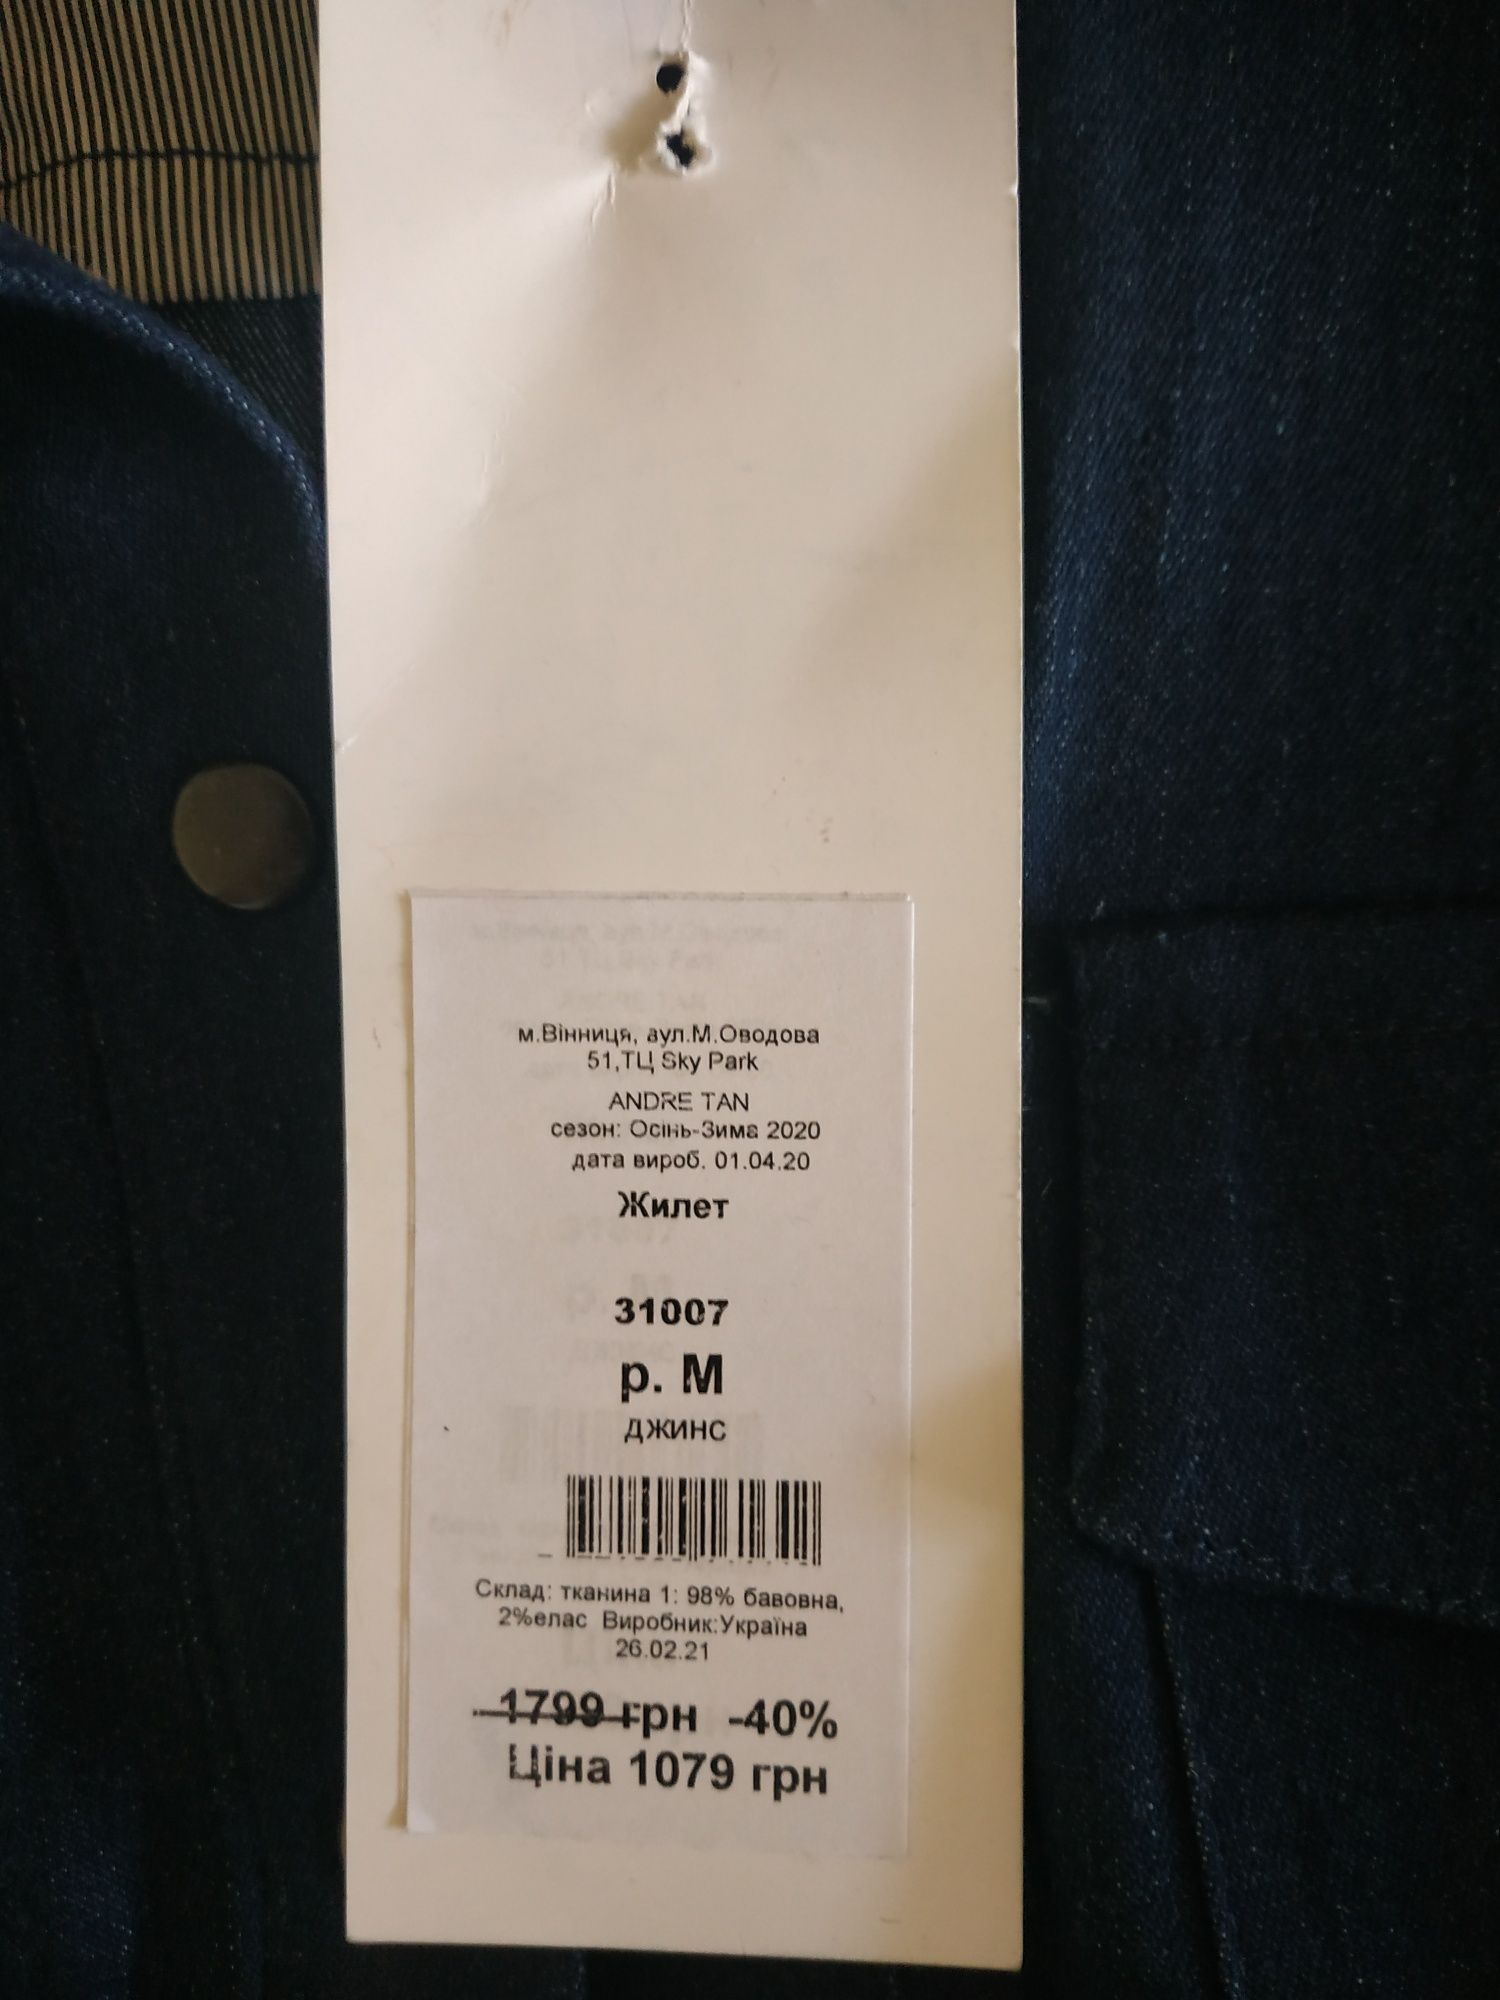 м.Вінниця, вул.М.Оводова
51,ТЦ Sky Park
ANDRE TAN
сезон: Осінь-Зима 2020
дата вироб. 01.04.20
Жилет
31007
р. М
джинс
Склад: тканина 1: 98% бавовна,
2%елас Виробник:Україна
26.02.21
1799 грн -40%
Ціна 1079 грн